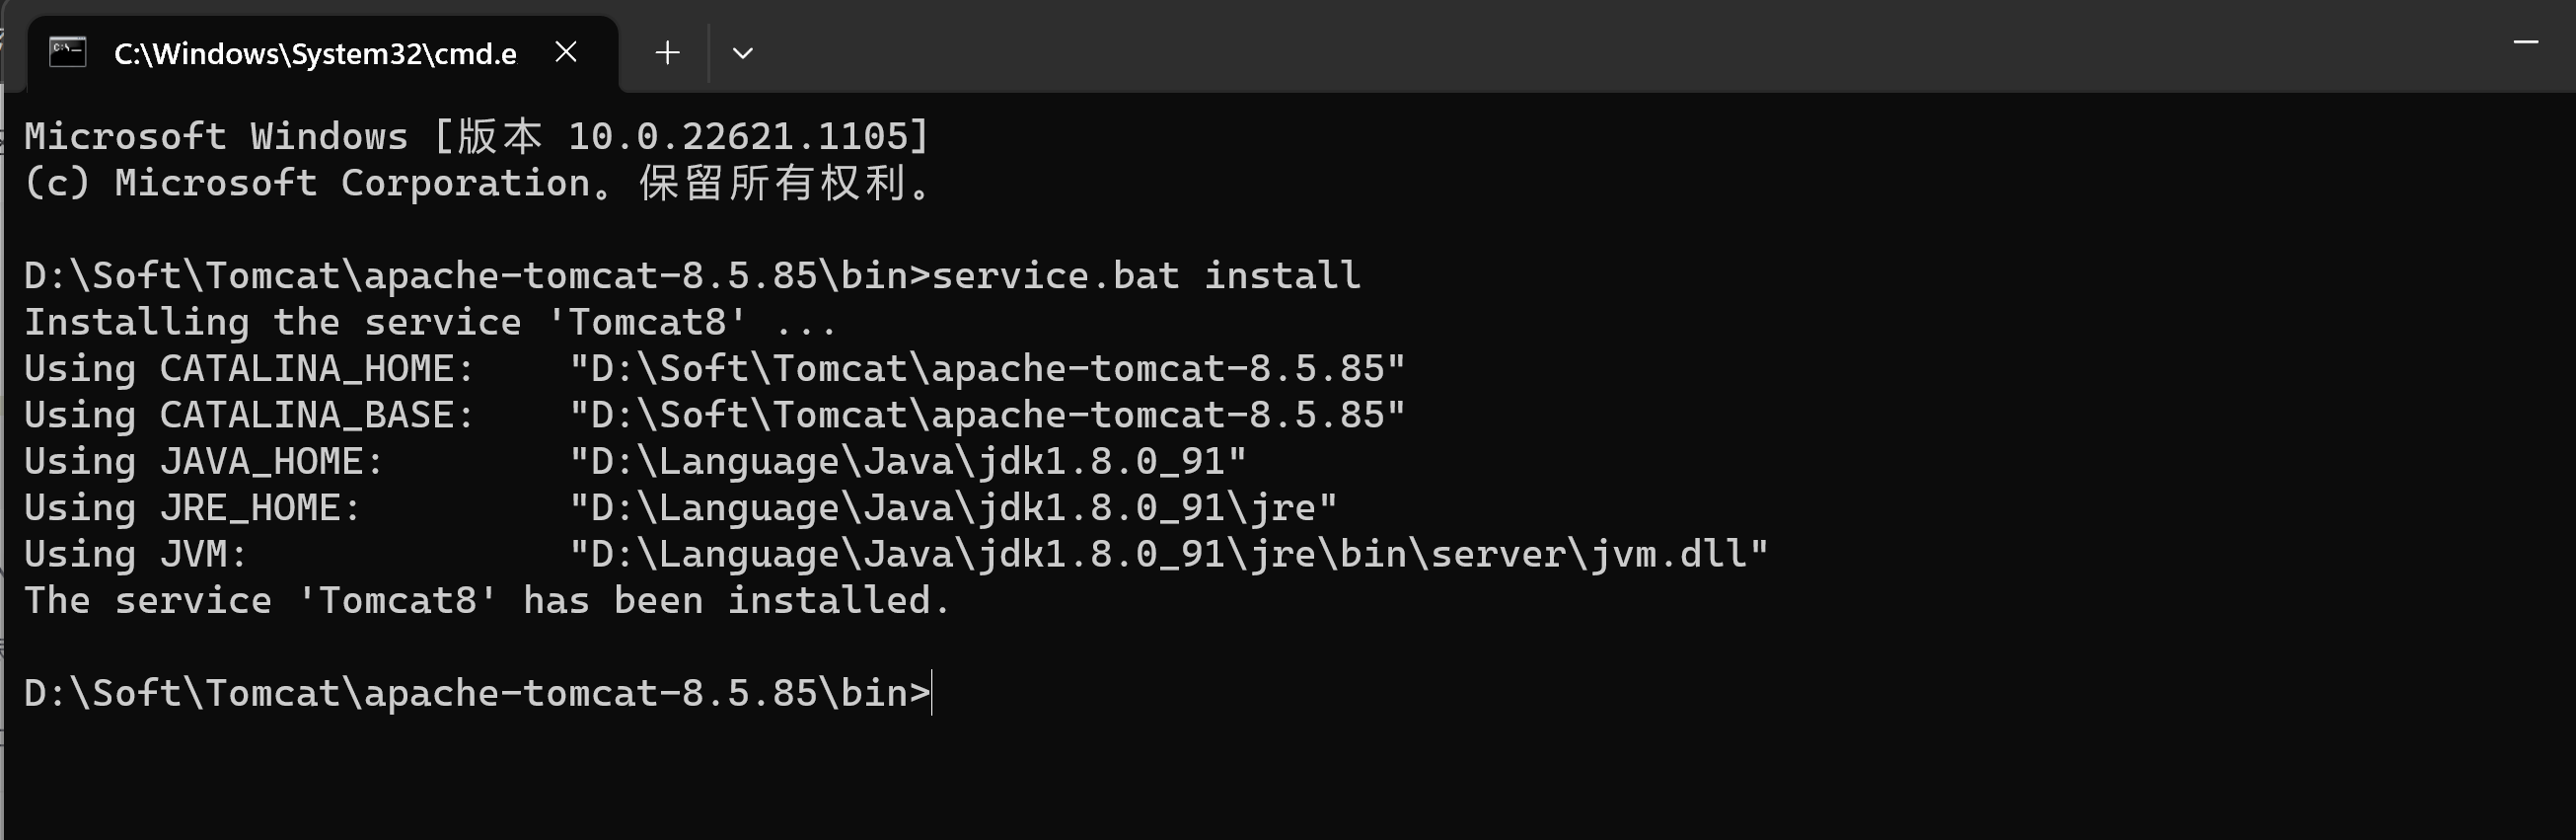 C:\Windows\System32\cmd.e
Microsoft Windows [版本 10.0.22621.1105]
(c) Microsoft Corporation。保留所有权利。
D:\Soft\Tomcat\apache-tomcat-8.5.85\bin>service.bat install
Installing the service 'Tomcat8' ...
Using CATALINA_HOME:    "D:\Soft\Tomcat\apache-tomcat-8.5.85"
Using CATALINA_BASE:    "D:\Soft\Tomcat\apache-tomcat-8.5.85"
Using JAVA_HOME:        "D:\Language\Java\jdk1.8.0_91"
Using JRE_HOME:         "D:\Language\Java\jdk1.8.0_91\jre"
Using JVM:              "D:\Language\Java\jdk1.8.0_91\jre\bin\server\jvm.dll"
The service 'Tomcat8' has been installed.
D:\Soft\Tomcat\apache-tomcat-8.5.85\bin>